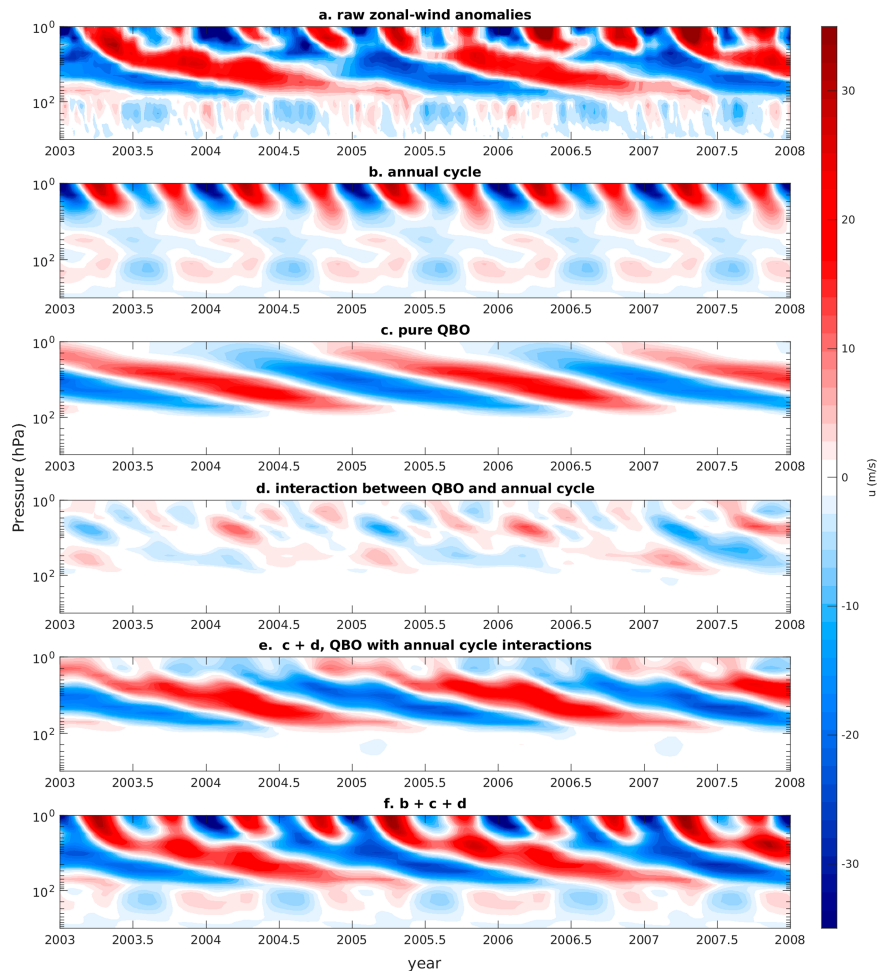 a. raw zonal-wind anomalies
10⁰
10²
2003 2003.5 2004 2004.5 2005 2005.5 2006 2006.5 2007 2007.5 2008
b. annual cycle
10⁰
10²
2003 2003.5 2004 2004.5 2005 2005.5 2006 2006.5 2007 2007.5 2008
c. pure QBO
10⁰
10²
2003 2003.5 2004 2004.5 2005 2005.5 2006 2006.5 2007 2007.5 2008
Pressure (hPa)
d. interaction between QBO and annual cycle
10⁰
10²
2003 2003.5 2004 2004.5 2005 2005.5 2006 2006.5 2007 2007.5 2008
e. c + d, QBO with annual cycle interactions
10⁰
10²
2003 2003.5 2004 2004.5 2005 2005.5 2006 2006.5 2007 2007.5 2008
f. b + c + d
10⁰
10²
2003 2003.5 2004 2004.5 2005 2005.5 2006 2006.5 2007 2007.5 2008
year
30
20
10
0
-10
-20
-30
u (m/s)